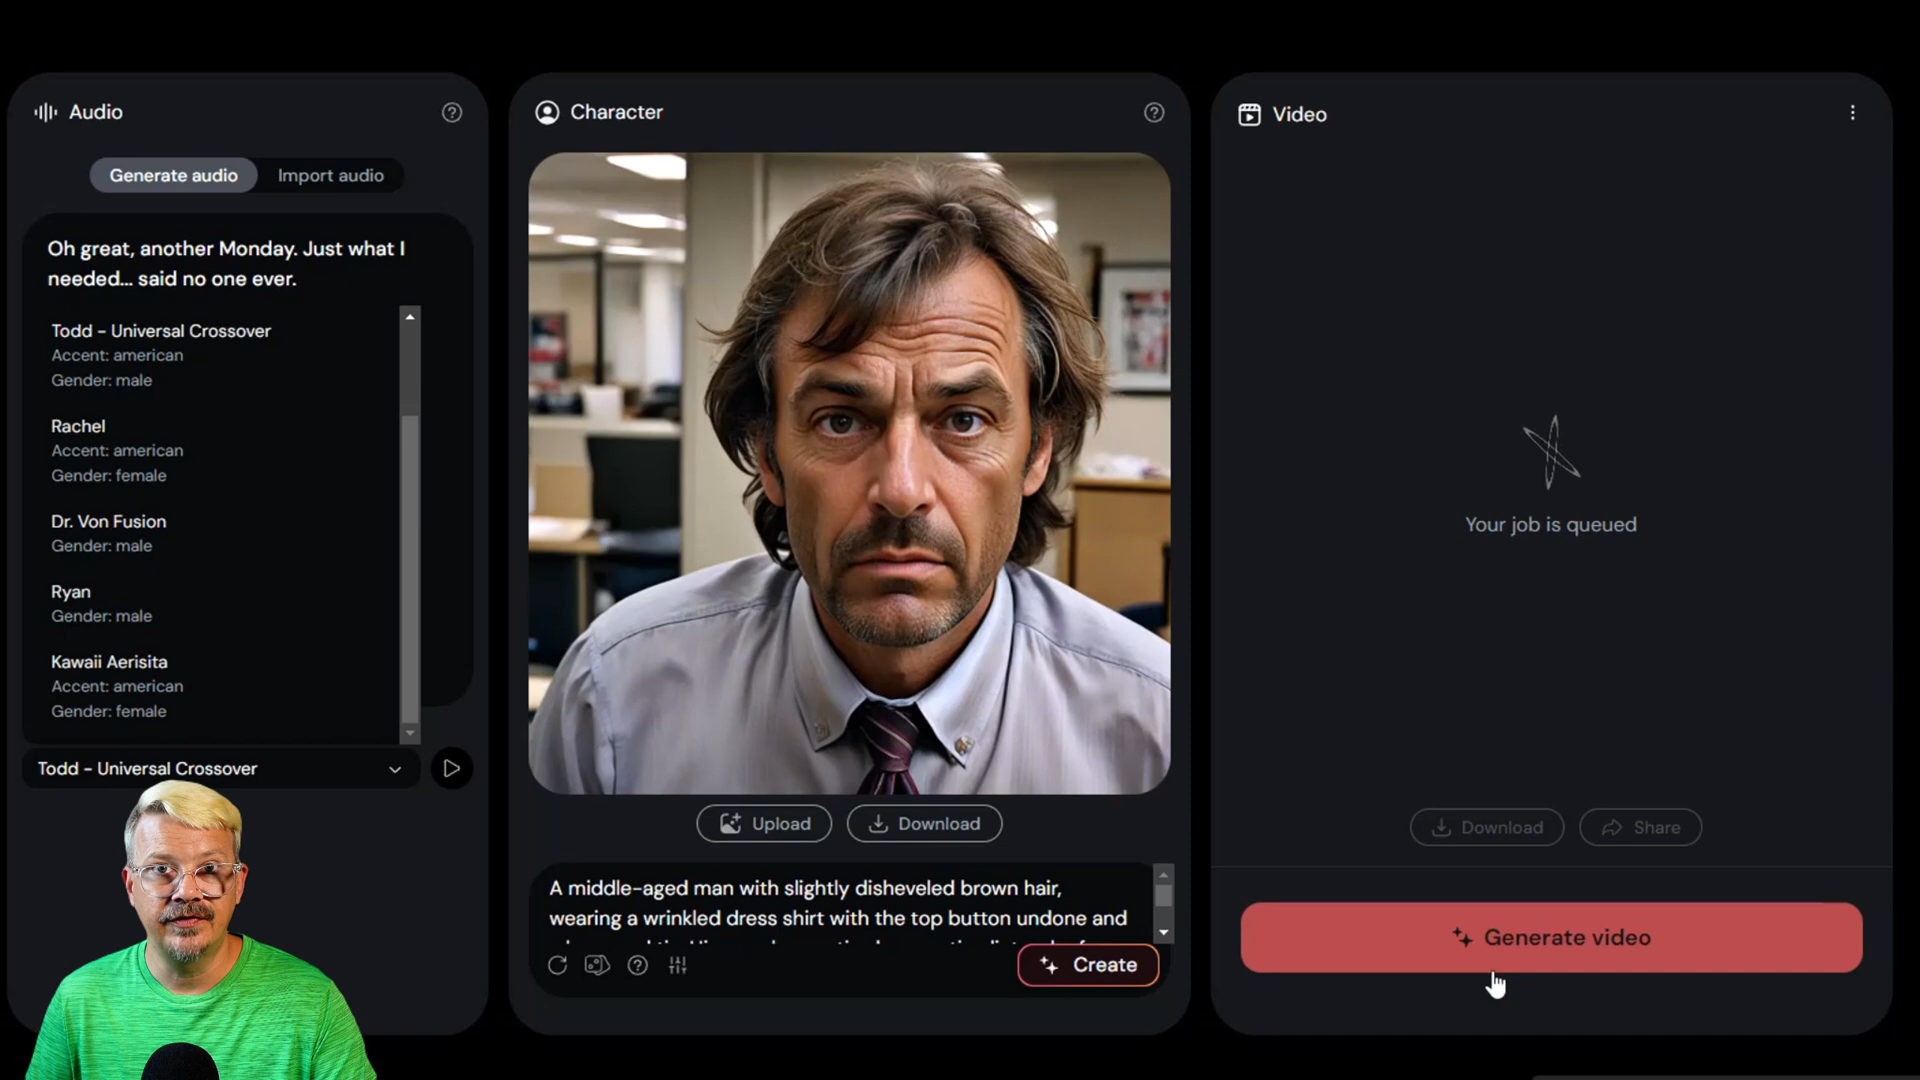 Audio
Generate audio
Import audio
Oh great, another Monday. Just what I
needed... said no one ever.
Todd - Universal Crossover
Accent: american
Gender: male
Rachel
Accent: american
Gender: female
Dr. Von Fusion
Gender: male
Ryan
Gender: male
Kawaii Aerisita
Accent: american
Gender: female
Todd - Universal Crossover
Character
Upload
Download
A middle-aged man with slightly disheveled brown hair,
wearing a wrinkled dress shirt with the top button undone and
Create
Video
Your job is queued
Download
Share
Generate video